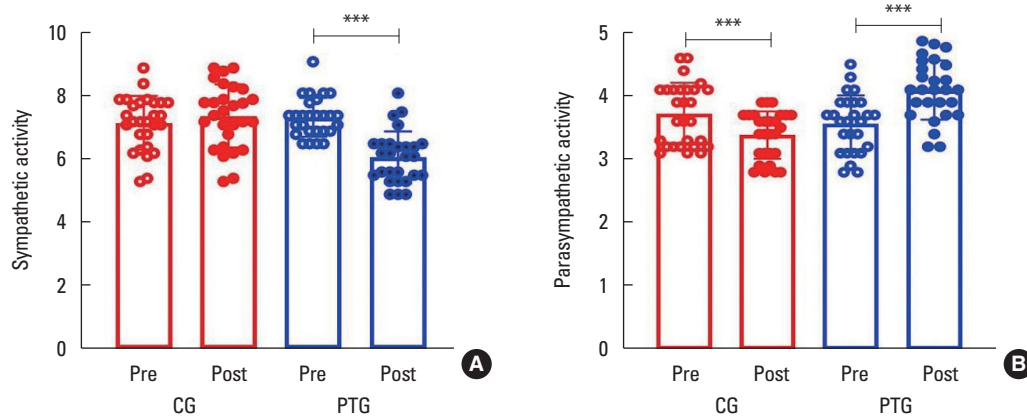 Sympathetic activity
10
8
6
4
2
0
***
Pre
Post
Pre
Post
CG
PTG
A
Parasympathetic activity
5
4
3
2
1
0
***
***
Pre
Post
Pre
Post
CG
PTG
B